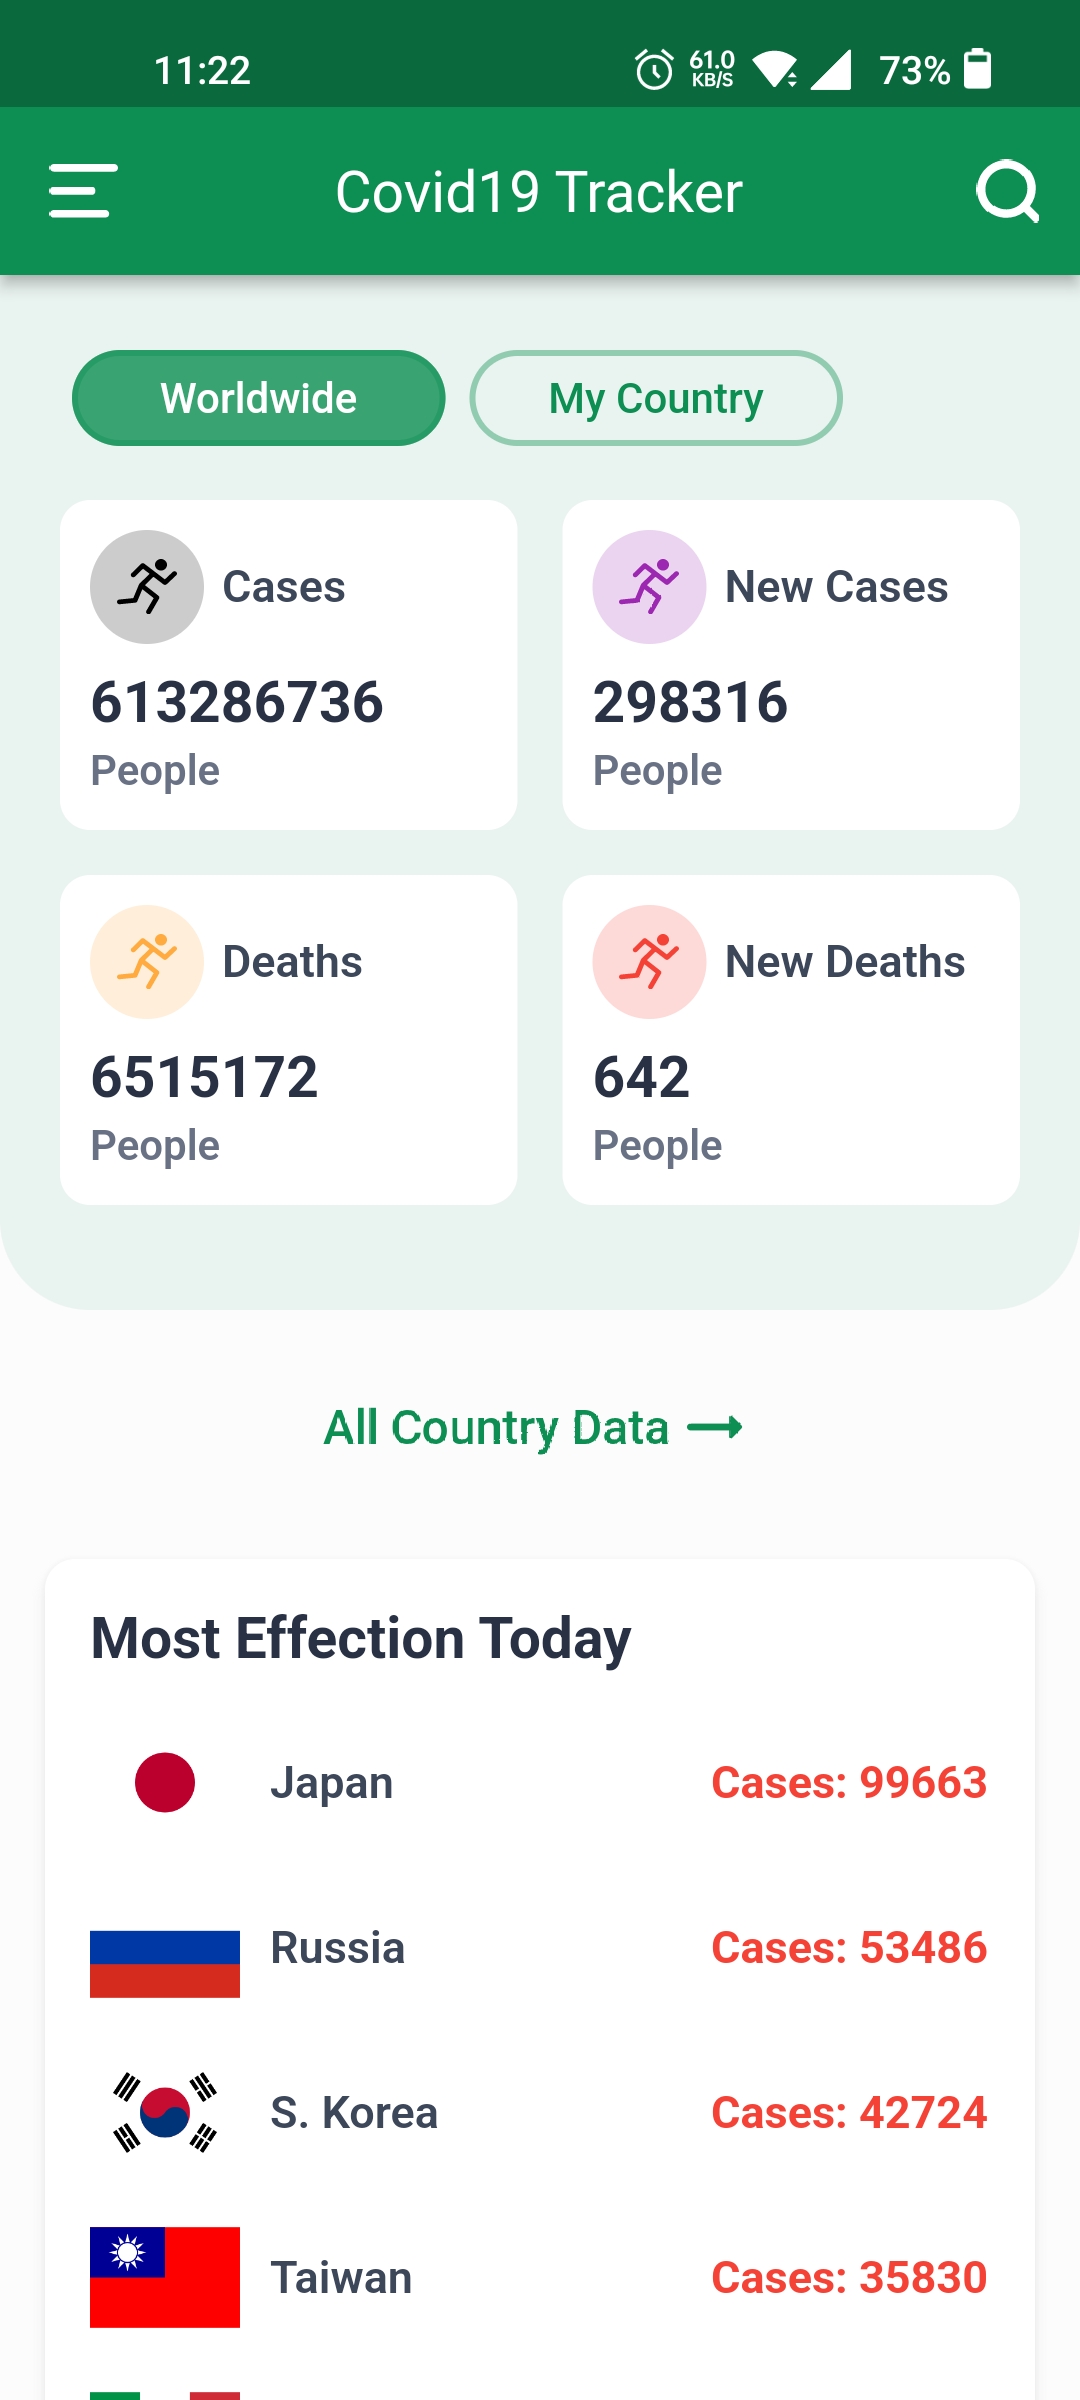 11:22
61.0
KB/S
73%
Covid19 Tracker
Worldwide
My Country
Cases
613286736
People
New Cases
298316
People
Deaths
6515172
People
New Deaths
642
People
All Country Data →
Most Effection Today
Japan Cases: 99663
Russia Cases: 53486
S. Korea Cases: 42724
Taiwan Cases: 35830